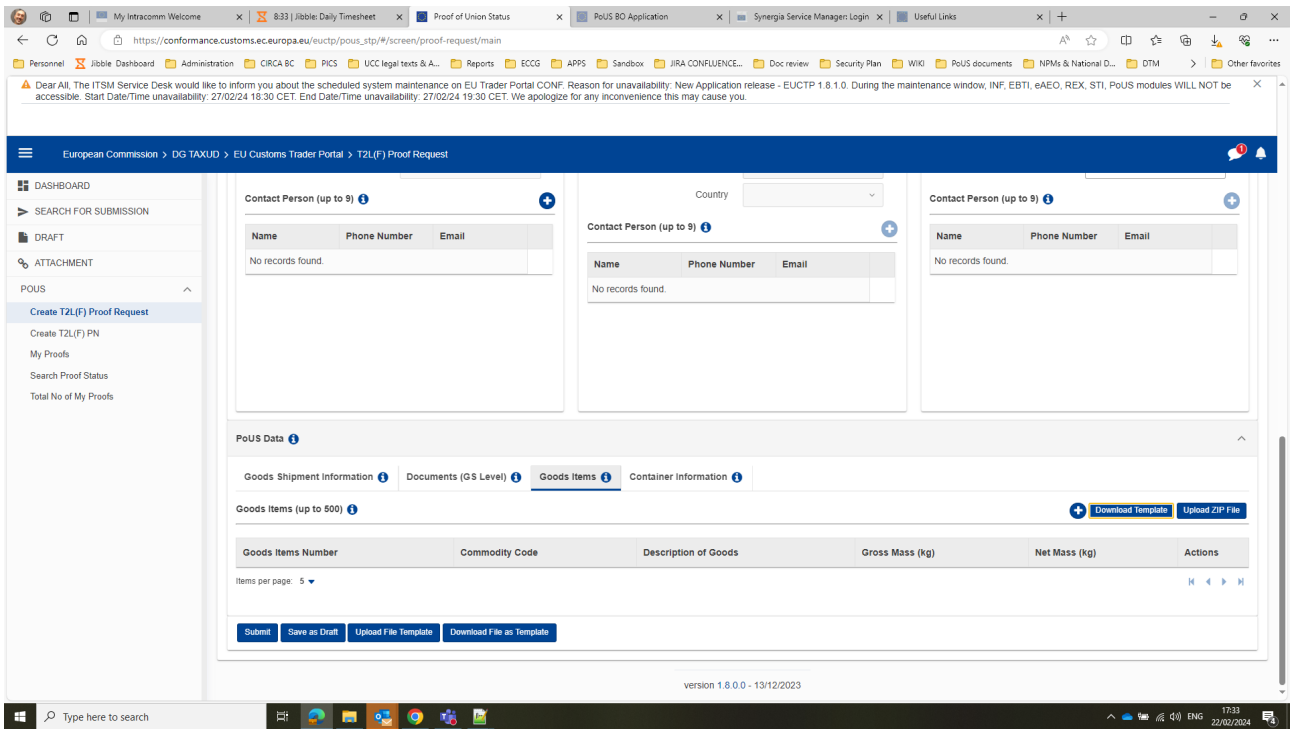 My Intracomm Welcome
8:33 | Jibble: Daily Timesheet
Proof of Union Status
PoUS BO Application
Synergia Service Manager: Login
Useful Links
https://conformance.customs.ec.europa.eu/euctp/pous_stp/#/screen/proof-request/main
Personnel
Jibble Dashboard
Administration
CIRCA BC
PICS
UCC legal texts & A...
Reports
ECCG
APPS
Sandbox
JIRA CONFLUENCE...
Doc review
Security Plan
WIKI
PoUS documents
NPMs & National D...
DTM
Other favorites
Dear All, The ITSM Service Desk would like to inform you about the scheduled system maintenance on EU Trader Portal CONF. Reason for unavailability: New Application release - EUCTP 1.8.1.0. During the maintenance window, INF, EBTI, eAEO, REX, STI, PoUS modules WILL NOT be
accessible. Start Date/Time unavailability: 27/02/24 18:30 CET. End Date/Time unavailability: 27/02/24 19:30 CET. We apologize for any inconvenience this may cause you.
European Commission > DG TAXUD > EU Customs Trader Portal > T2L(F) Proof Request
1
DASHBOARD
SEARCH FOR SUBMISSION
DRAFT
ATTACHMENT
POUS
Create T2L(F) Proof Request
Create T2L(F) PN
My Proofs
Search Proof Status
Total No of My Proofs
Contact Person (up to 9)
Name Phone Number Email
No records found.
Country
Contact Person (up to 9)
Name Phone Number Email
No records found.
Contact Person (up to 9)
Name Phone Number Email
No records found.
PoUS Data
Goods Shipment Information
Documents (GS Level)
Goods Items
Container Information
Goods Items (up to 500)
Download Template
Upload ZIP File
Goods Items Number Commodity Code Description of Goods Gross Mass (kg) Net Mass (kg) Actions
Items per page: 5
Submit
Save as Draft
Upload File Template
Download File as Template
version 1.8.0.0 - 13/12/2023
Type here to search
ENG
17:33
22/02/2024
4